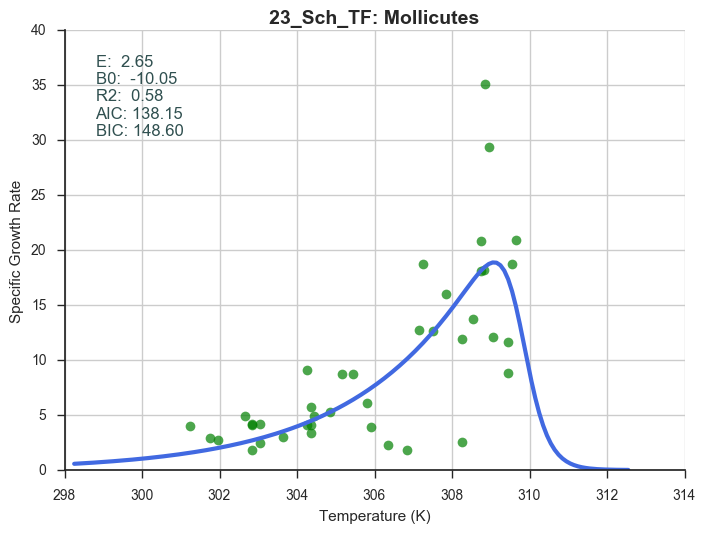 23_Sch_TF: Mollicutes
E:  2.65
B0:  -10.05
R2:  0.58
AIC: 138.15
BIC: 148.60
Specific Growth Rate
40
35
30
25
20
15
10
5
0
298 300 302 304 306 308 310 312 314
Temperature (K)